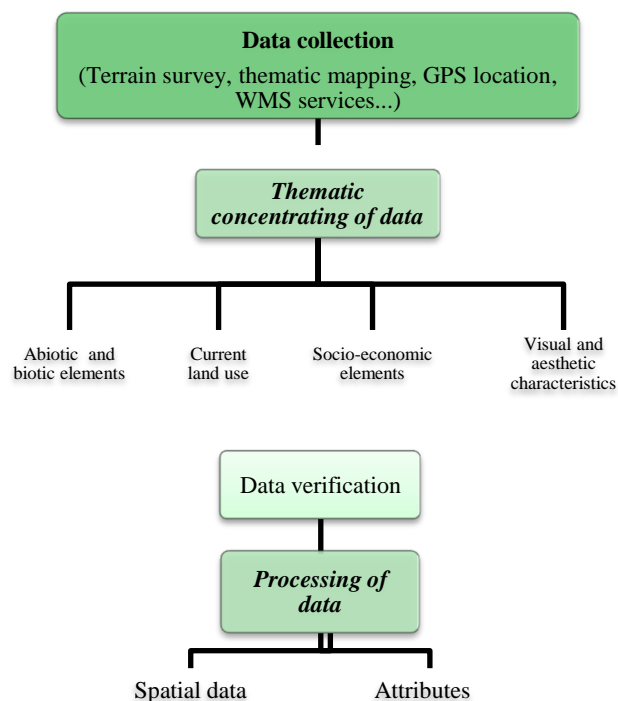 Data collection
(Terrain survey, thematic mapping, GPS location,
WMS services...)
Thematic
concentrating of data
Abiotic and
biotic elements
Current
land use
Socio-economic
elements
Visual and
aesthetic
characteristics
Data verification
Processing of
data
Spatial data
Attributes